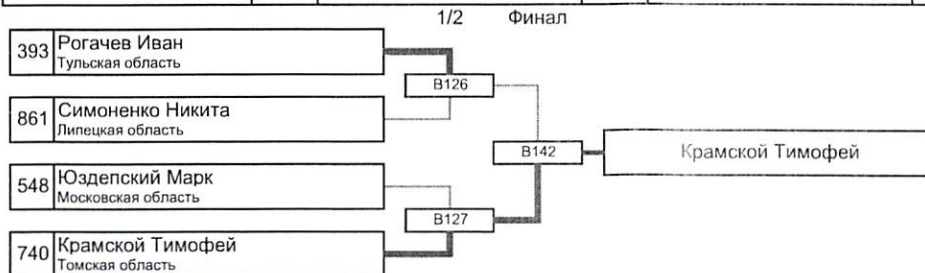 1/2 Финал
393 Рогачев Иван
Тульская область
B126
861 Симоненко Никита
Липецкая область
B142
Крамской Тимофей
548 Юздепский Марк
Московская область
B127
740 Крамской Тимофей
Томская область